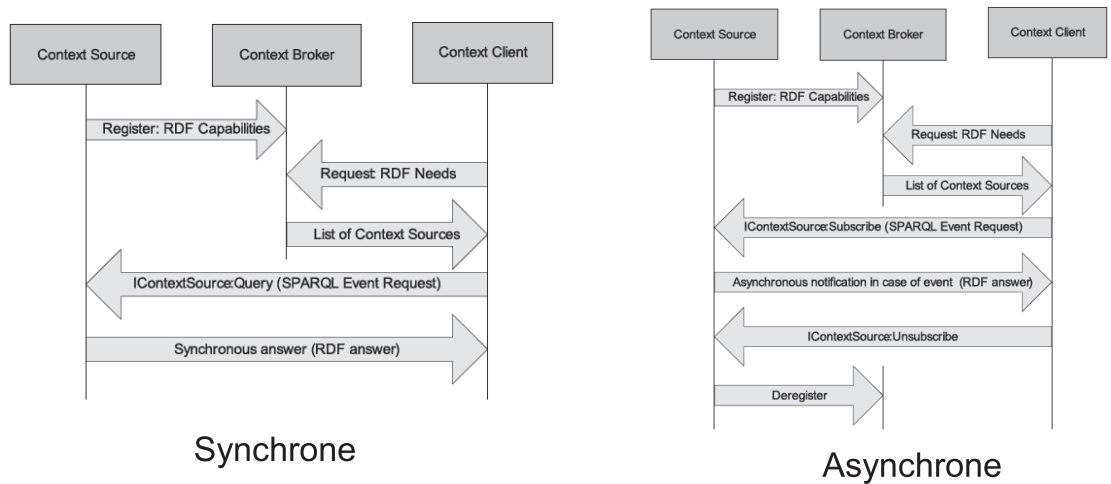 Context Source
Context Broker
Context Client
Register: RDF Capabilities
Request: RDF Needs
List of Context Sources
IContextSource:Query (SPARQL Event Request)
Synchronous answer (RDF answer)
Synchrone
Context Source
Context Broker
Context Client
Register: RDF Capabilities
Request: RDF Needs
List of Context Sources
IContextSource:Subscribe (SPARQL Event Request)
Asynchronous notification in case of event (RDF answer)
IContextSource:Unsubscribe
Deregister
Asynchrone